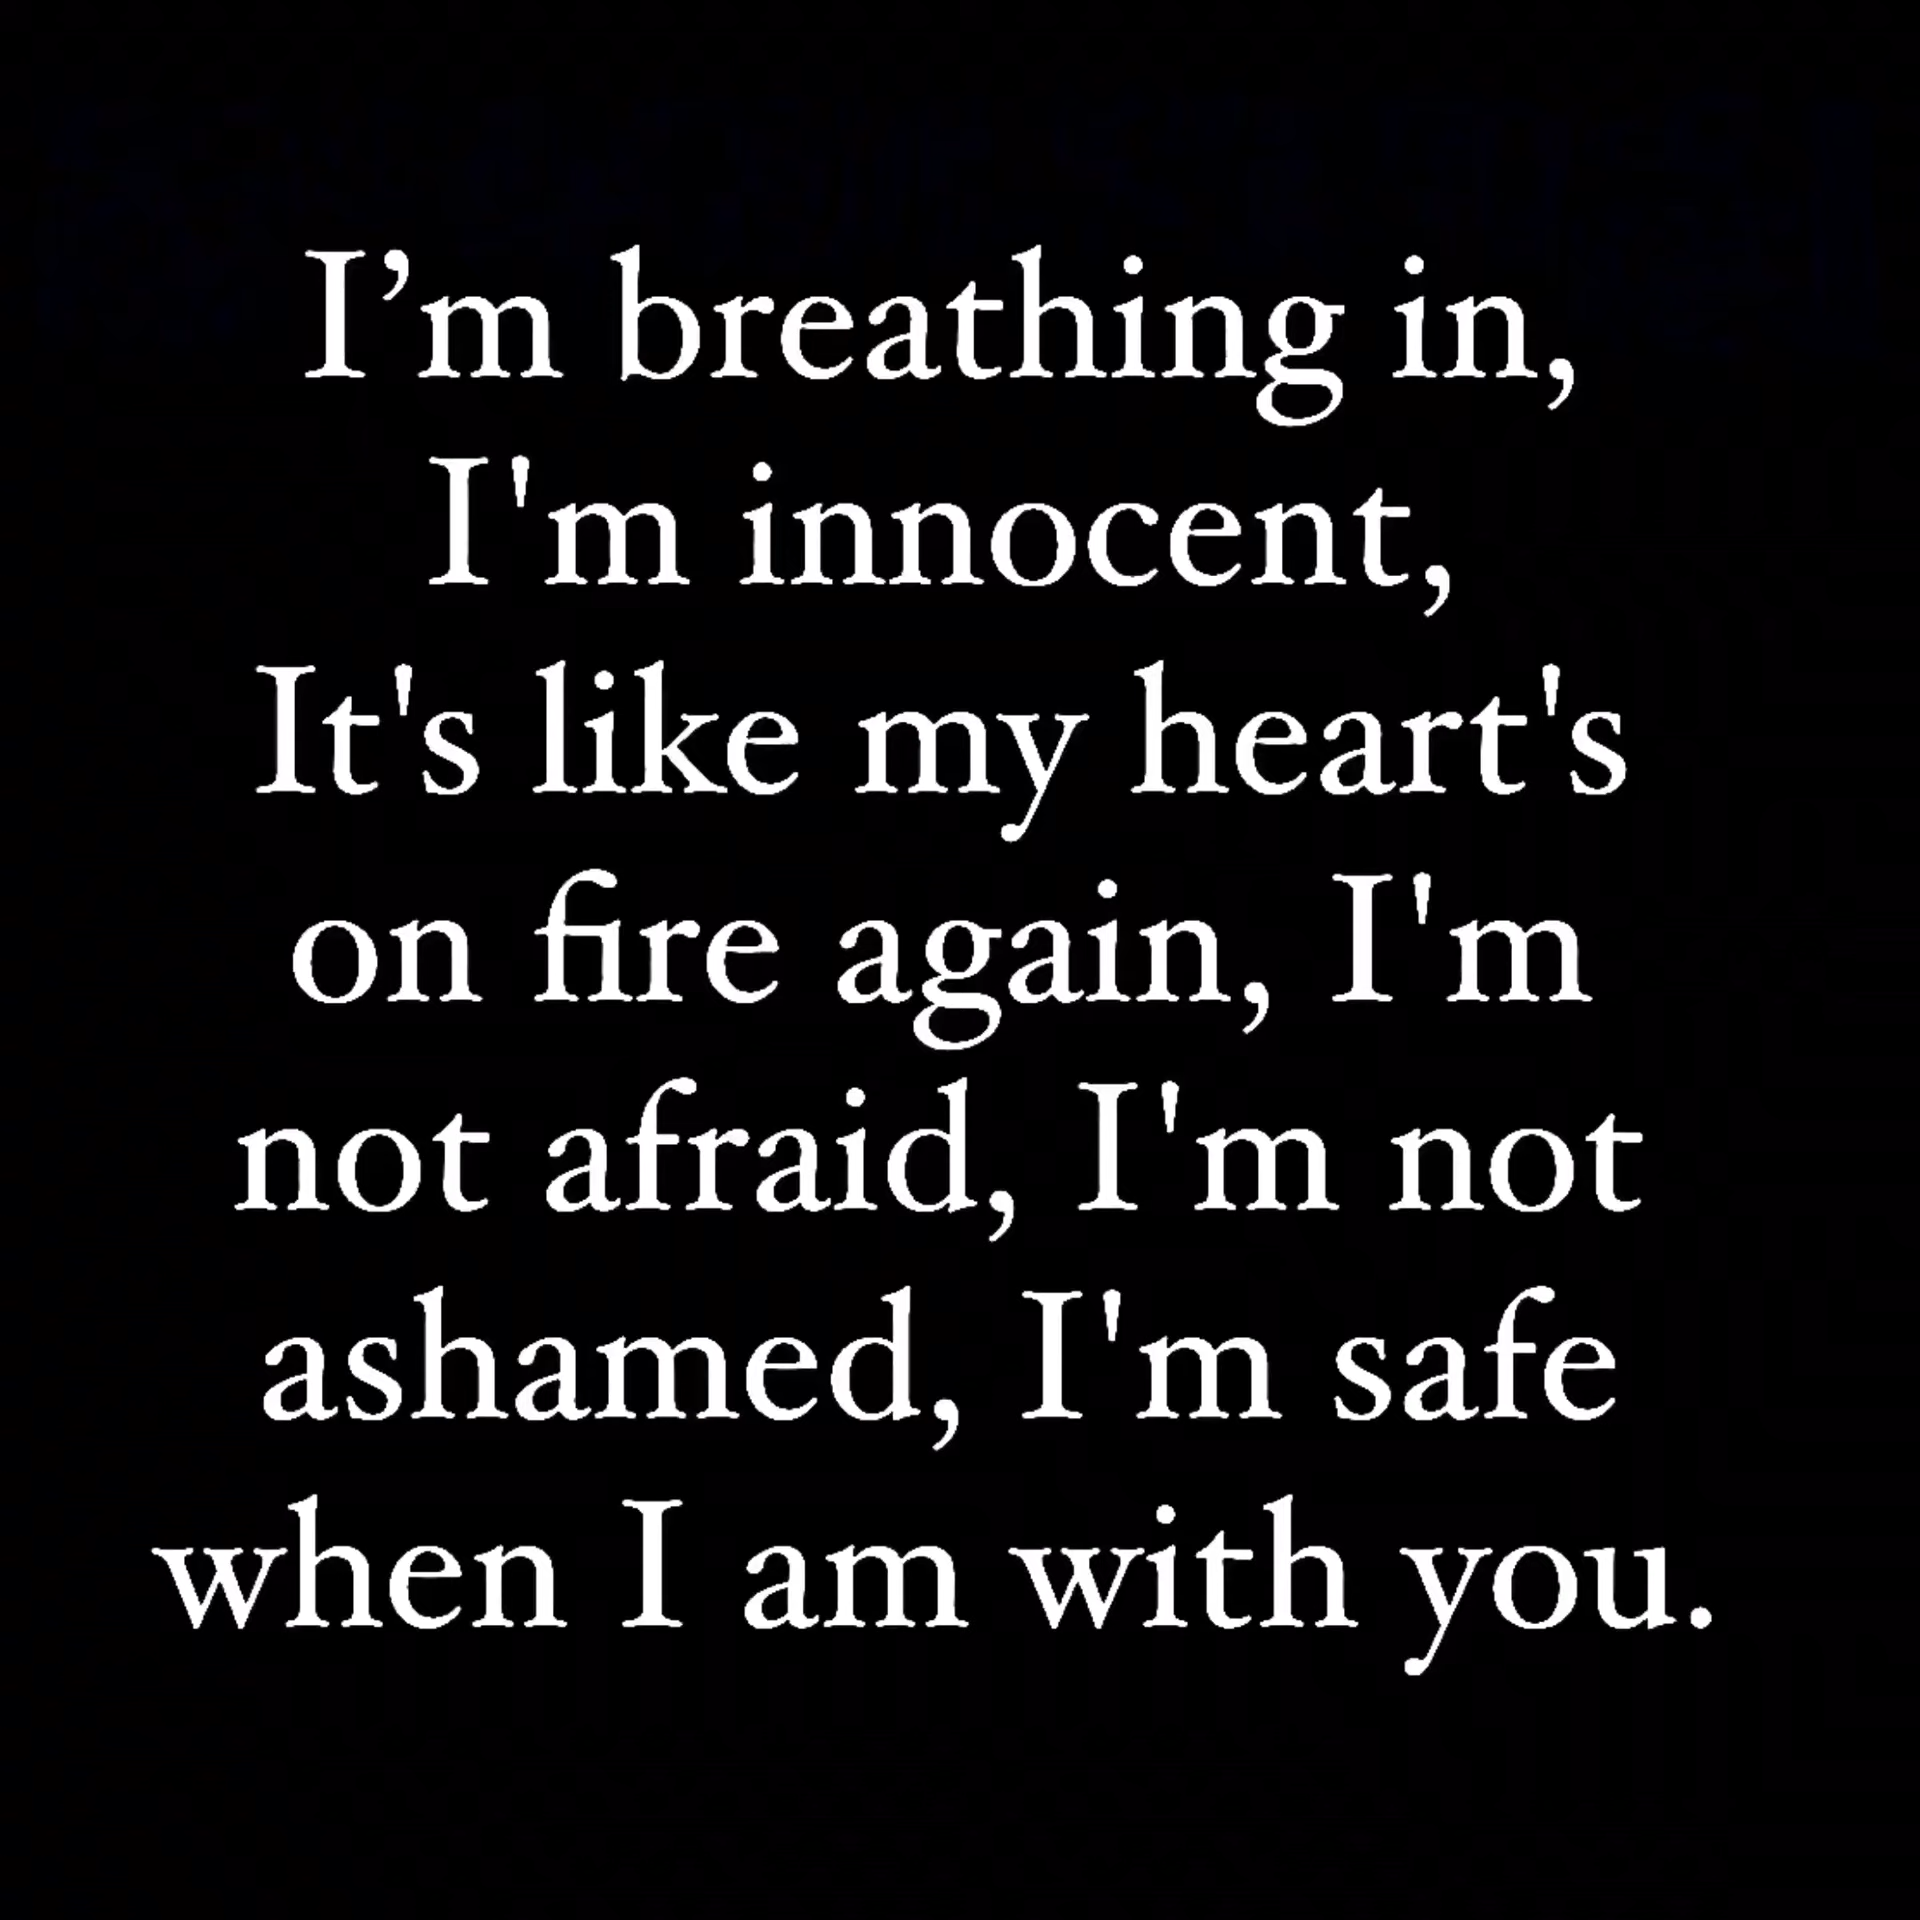 I’m breathing in,
I'm innocent,
It's like my heart's
on fire again, I'm
not afraid, I'm not
ashamed, I'm safe
when I am with you.